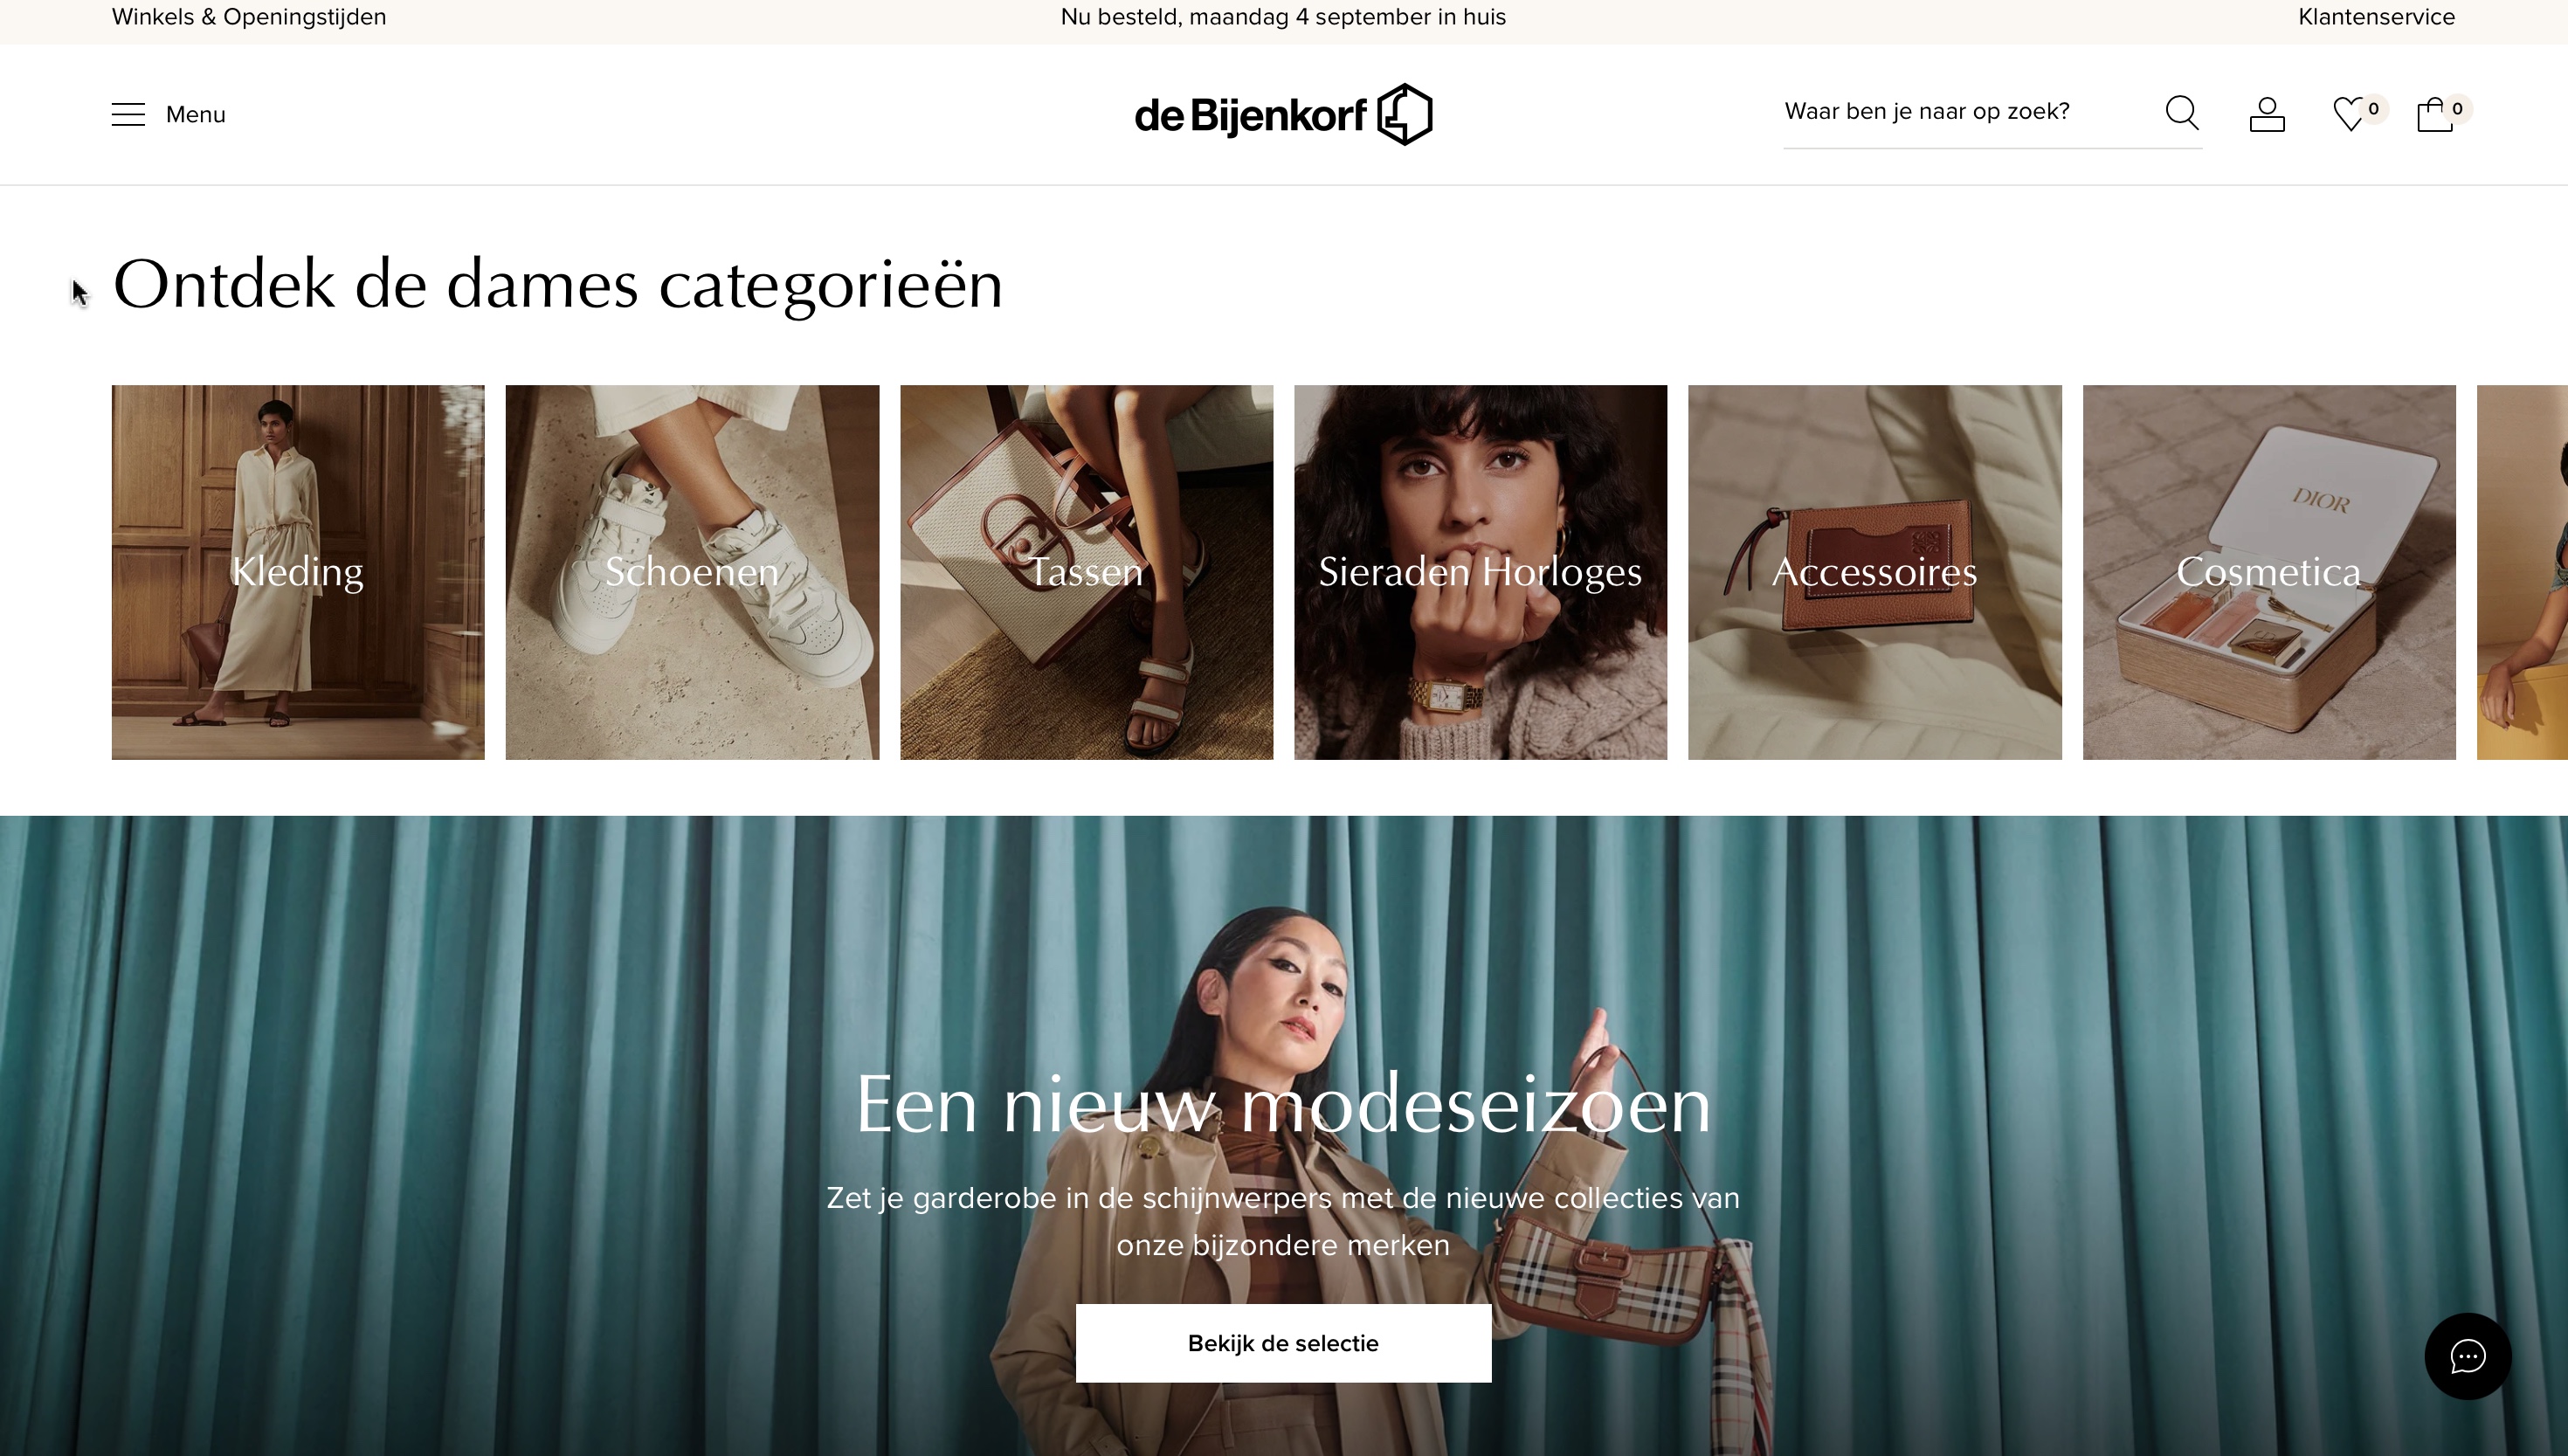 Winkels & Openingstijden
Nu besteld, maandag 4 september in huis
Klantenservice
Menu
de Bijenkorf
Waar ben je naar op zoek?
0
0
Ontdek de dames categorieën
Kleding
Schoenen
Tassen
Sieraden Horloges
Accessoires
DIOR
Cosmetica
Een nieuw modeseizoen
Zet je garderobe in de schijnwerpers met de nieuwe collecties van
onze bijzondere merken
Bekijk de selectie